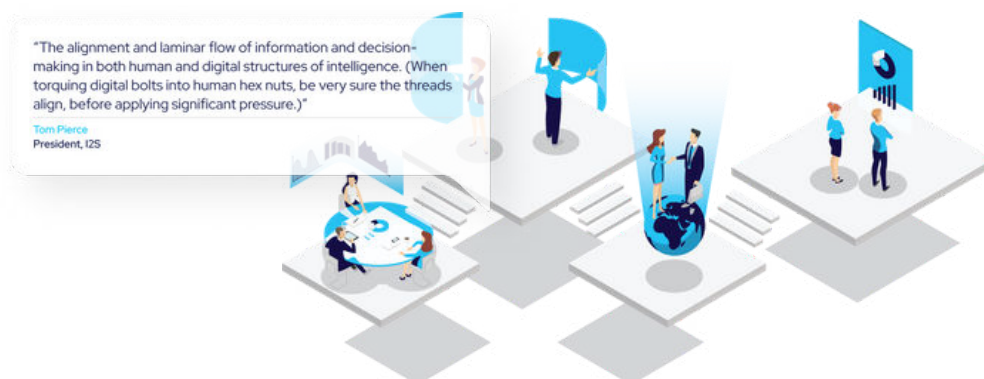 “The alignment and laminar flow of information and decision-
making in both human and digital structures of intelligence. (When
torquing digital bolts into human hex nuts, be very sure the threads
align, before applying significant pressure.)”
Tom Pierce
President, I2S